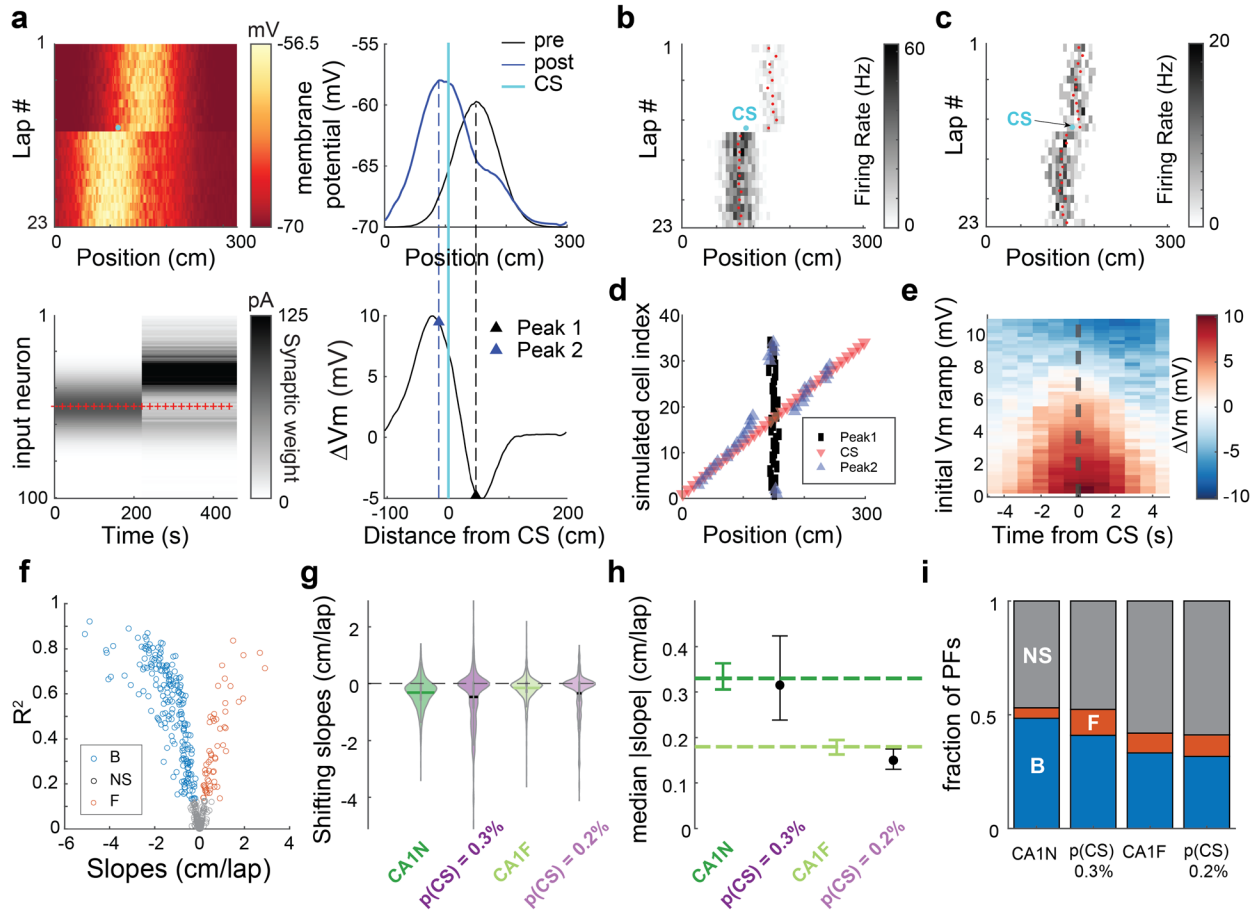 a
mV
1
-56.5
Lap #
membrane
23
-70
0
300
Position (cm)
-55
-60
-65
-70
potential (mV)
pre
post
CS
0
300
Position (cm)
b
1
60
Lap #
CS
Firing Rate (Hz)
23
0
0
300
Position (cm)
c
1
20
Lap #
CS
Firing Rate (Hz)
23
0
0
300
Position (cm)
pA
1
125
input neuron
Synaptic weight
100
0
0
200
400
Time (s)
10
5
0
-5
ΔVm (mV)
Peak 1
Peak 2
-100
0
200
Distance from CS (cm)
d
40
30
20
10
0
simulated cell index
Peak1
CS
Peak2
0
300
Position (cm)
e
10
8
6
4
2
0
initial Vm ramp (mV)
10
5
0
-5
-10
ΔVm (mV)
-4
-2
0
2
4
Time from CS (s)
f
1
0.8
0.6
0.4
0.2
0
R2
B
NS
F
-6
-4
-2
0
2
4
Slopes (cm/lap)
g
2
0
-2
-4
Shifting slopes (cm/lap)
CA1N
p(CS) = 0.3%
CA1F
p(CS) = 0.2%
h
0.4
0.3
0.2
0.1
0
median |slope| (cm/lap)
CA1N
p(CS) = 0.3%
CA1F
p(CS) = 0.2%
i
1
0.5
0
fraction of PFs
NS
F
B
CA1N
p(CS)
0.3%
CA1F
p(CS)
0.2%